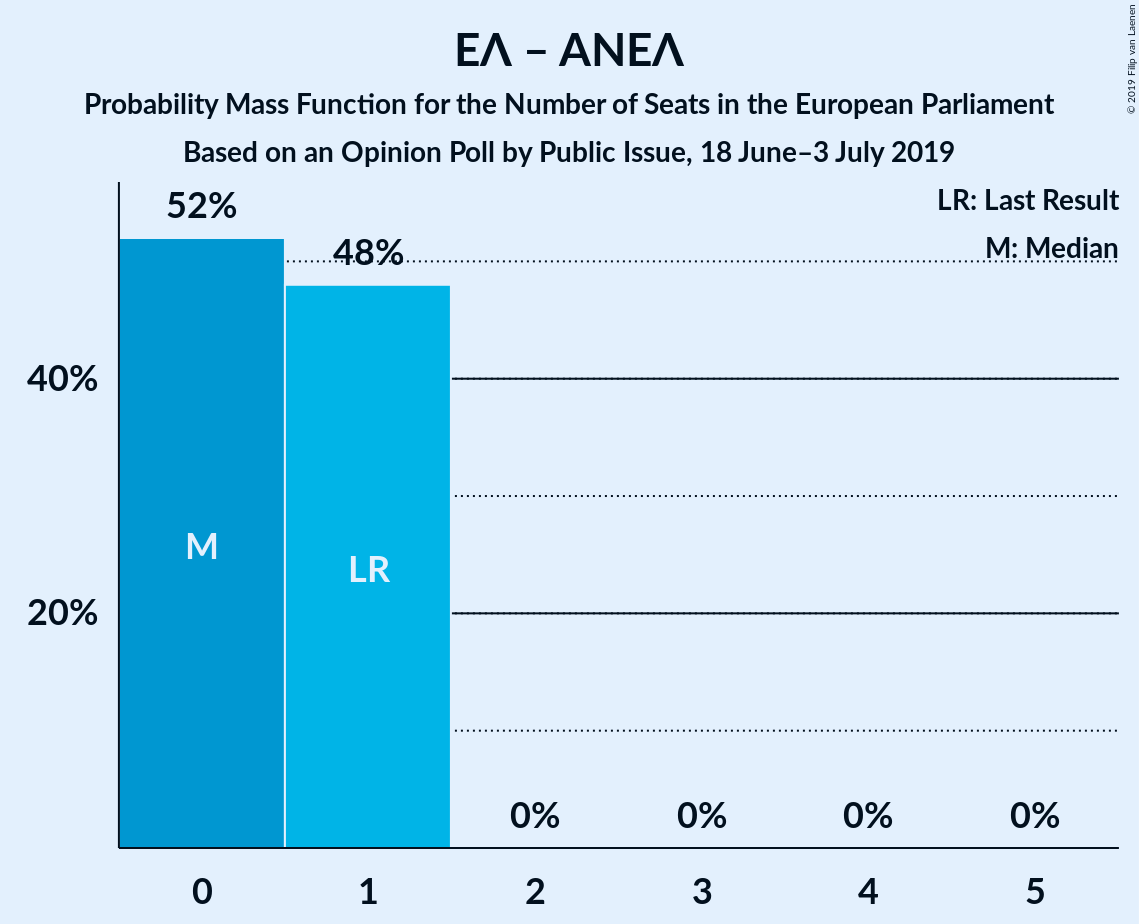 ΕΛ – ΑΝΕΛ
Probability Mass Function for the Number of Seats in the European Parliament
Based on an Opinion Poll by Public Issue, 18 June–3 July 2019
© 2019 Filip van Laenen
LR: Last Result
M: Median
52%
48%
40%
20%
M
LR
0%
0%
0%
0%
0
1
2
3
4
5